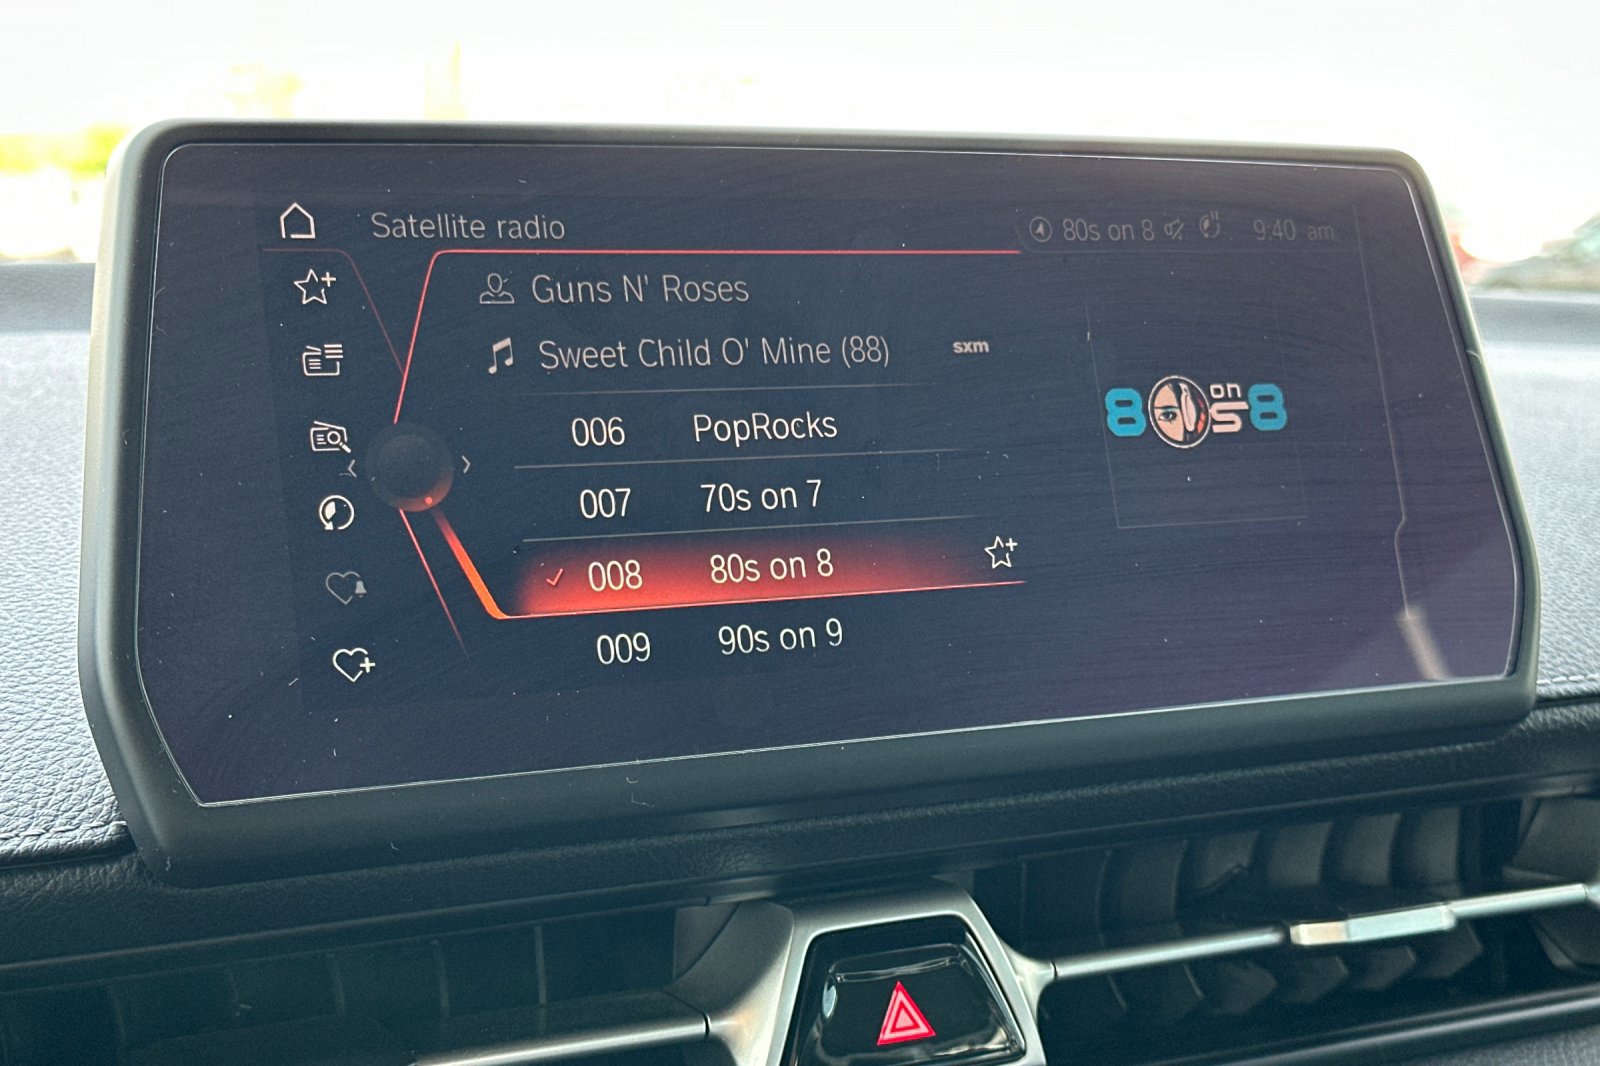 Satellite radio
80s on 8 9:40 am
Guns N' Roses
Sweet Child O' Mine (88) sxm
006 PopRocks
007 70s on 7
008 80s on 8
009 90s on 9
80s on 8